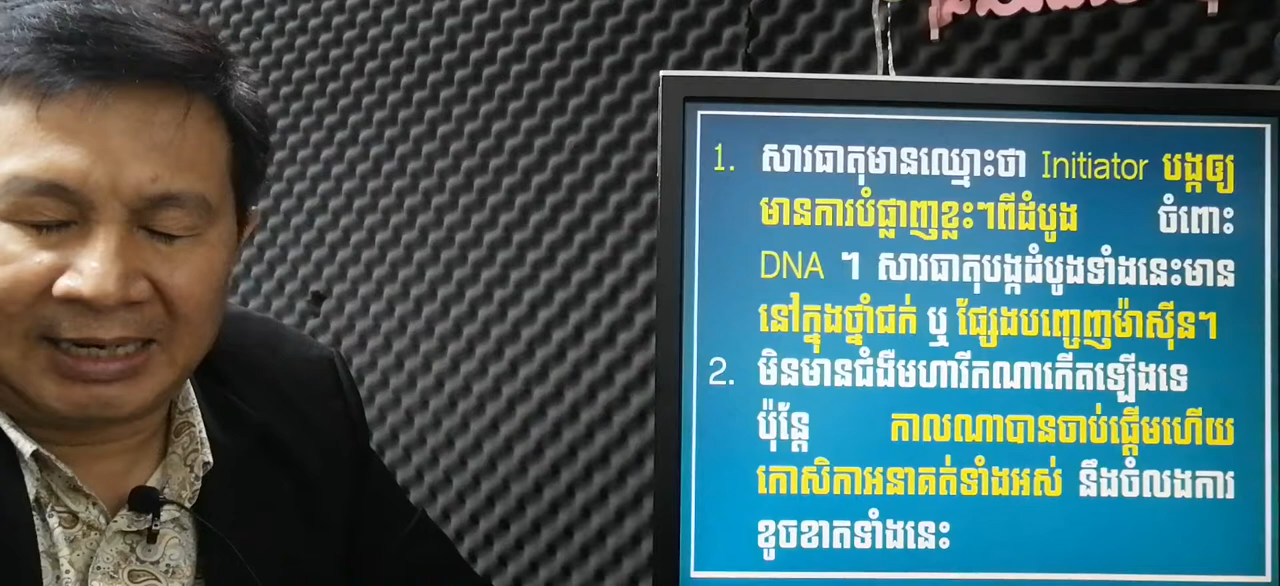 1. សារធាតុមានឈ្មោះថា Initiator បង្កឲ្យ
មានការបំផ្លាញខ្លះៗពីដំបូង ចំពោះ
DNA ។ សារធាតុបង្កដំបូងទាំងនេះមាន
នៅក្នុងថ្នាំជក់ ឬ ផ្សែងបញ្ចេញម៉ាស៊ីនៗ
2. មិនមានជំងឺមហារីកណាកើតឡើងទេ
ប៉ុន្តែ កាលណាបានចាប់ផ្តើមហើយ
កោសិកាអនាគត់ទាំងអស់ នឹងចំលងការ
ខូចខាតទាំងនេះ